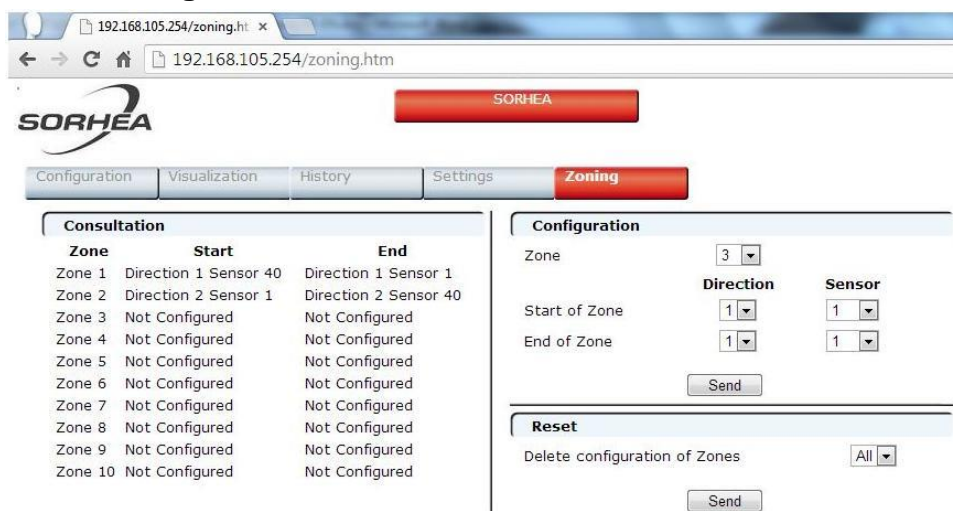 192.168.105.254/zoning.ht ×
192.168.105.254/zoning.htm
SORHEA
SORHEA
Configuration Visualization History Settings Zoning
Consultation
Zone Start End
Zone 1 Direction 1 Sensor 40 Direction 1 Sensor 1
Zone 2 Direction 2 Sensor 1 Direction 2 Sensor 40
Zone 3 Not Configured Not Configured
Zone 4 Not Configured Not Configured
Zone 5 Not Configured Not Configured
Zone 6 Not Configured Not Configured
Zone 7 Not Configured Not Configured
Zone 8 Not Configured Not Configured
Zone 9 Not Configured Not Configured
Zone 10 Not Configured Not Configured
Configuration
Zone 3
Direction Sensor
Start of Zone 1 1
End of Zone 1 1
Send
Reset
Delete configuration of Zones All
Send